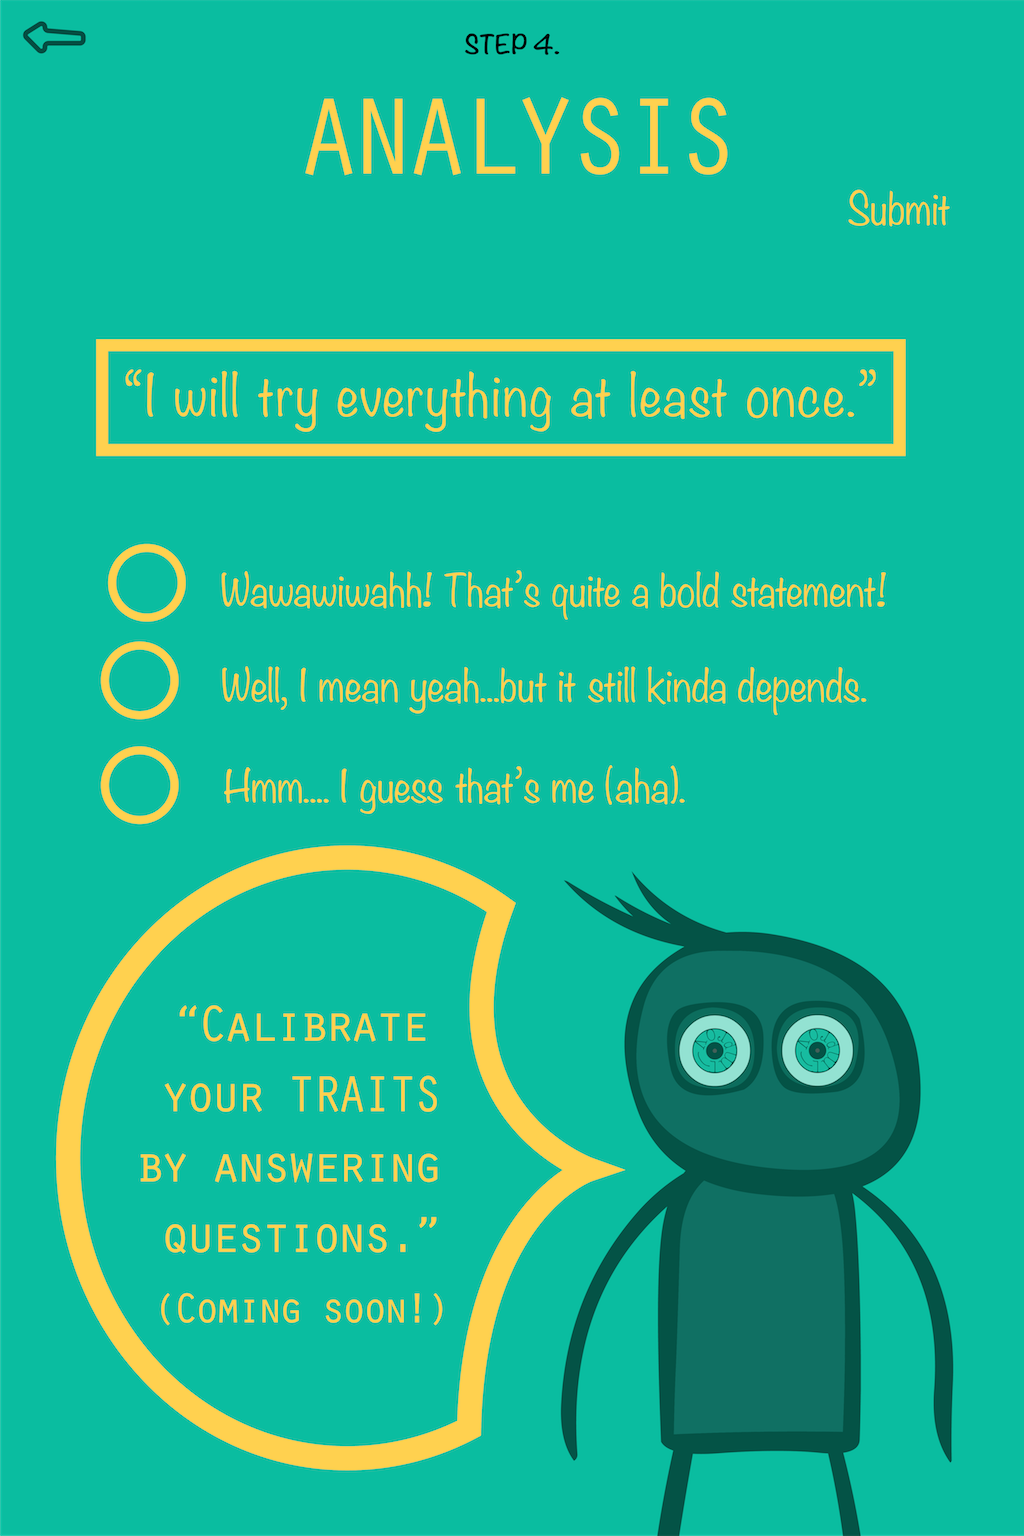 STEP 4.
ANALYSIS
Submit
“I will try everything at least once.”
Wawawiwahh! That’s quite a bold statement!
Well, I mean yeah...but it still kinda depends.
Hmm.... I guess that’s me (aha).
“Calibrate
your TRAITS
by answering
questions.”
(Coming soon!)